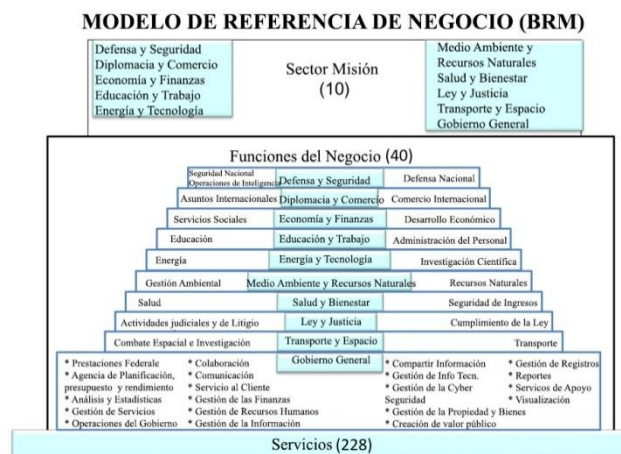 MODELO DE REFERENCIA DE NEGOCIO (BRM)
Defensa y Seguridad
Diplomacia y Comercio
Economía y Finanzas
Educación y Trabajo
Energía y Tecnología
Sector Misión
(10)
Medio Ambiente y
Recursos Naturales
Salud y Bienestar
Ley y Justicia
Transporte y Espacio
Gobierno General
Funciones del Negocio (40)
Seguridad Nacional
Operaciones de Inteligencia
Defensa y Seguridad
Defensa Nacional
Asuntos Internacionales
Diplomacia y Comercio
Comercio Internacional
Servicios Sociales
Economía y Finanzas
Desarrollo Económico
Educación
Educación y Trabajo
Administración del Personal
Energía
Energía y Tecnología
Investigación Científica
Gestión Ambiental
Medio Ambiente y Recursos Naturales
Recursos Naturales
Salud
Salud y Bienestar
Seguridad de Ingresos
Actividades judiciales y de Litigio
Ley y Justicia
Cumplimiento de la Ley
Combate Espacial e Investigación
Transporte y Espacio
Transporte
Gobierno General
* Prestaciones Federale
* Agencia de Planificación,
presupuesto y rendimiento
* Análisis y Estadísticas
* Gestión de Servicios
* Operaciones del Gobierno
* Colaboración
* Comunicación
* Servicio al Cliente
* Gestión de las Finanzas
* Gestión de Recursos Humanos
* Gestión de la Información
* Compartir Información
* Gestión de Info Tecn.
* Gestión de la Cyber
Seguridad
* Gestión de la Propiedad y Bienes
* Creación de valor público
* Gestión de Registros
* Reportes
* Servicos de Apoyo
* Visualización
Servicios (228)